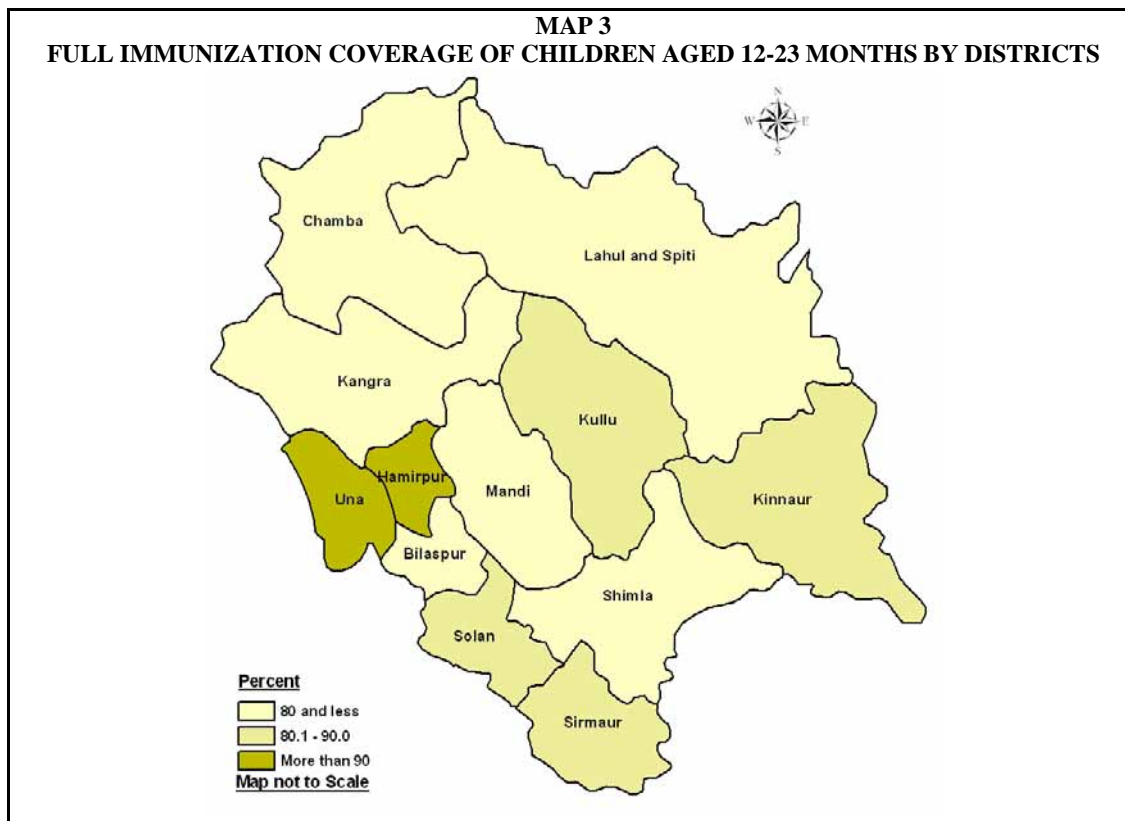 MAP 3
FULL IMMUNIZATION COVERAGE OF CHILDREN AGED 12-23 MONTHS BY DISTRICTS
N
W E
S
Chamba
Lahul and Spiti
Kangra
Kullu
Hamirpur
Una
Mandi
Kinnaur
Bilaspur
Shimla
Solan
Sirmaur
Percent
80 and less
80.1 - 90.0
More than 90
Map not to Scale